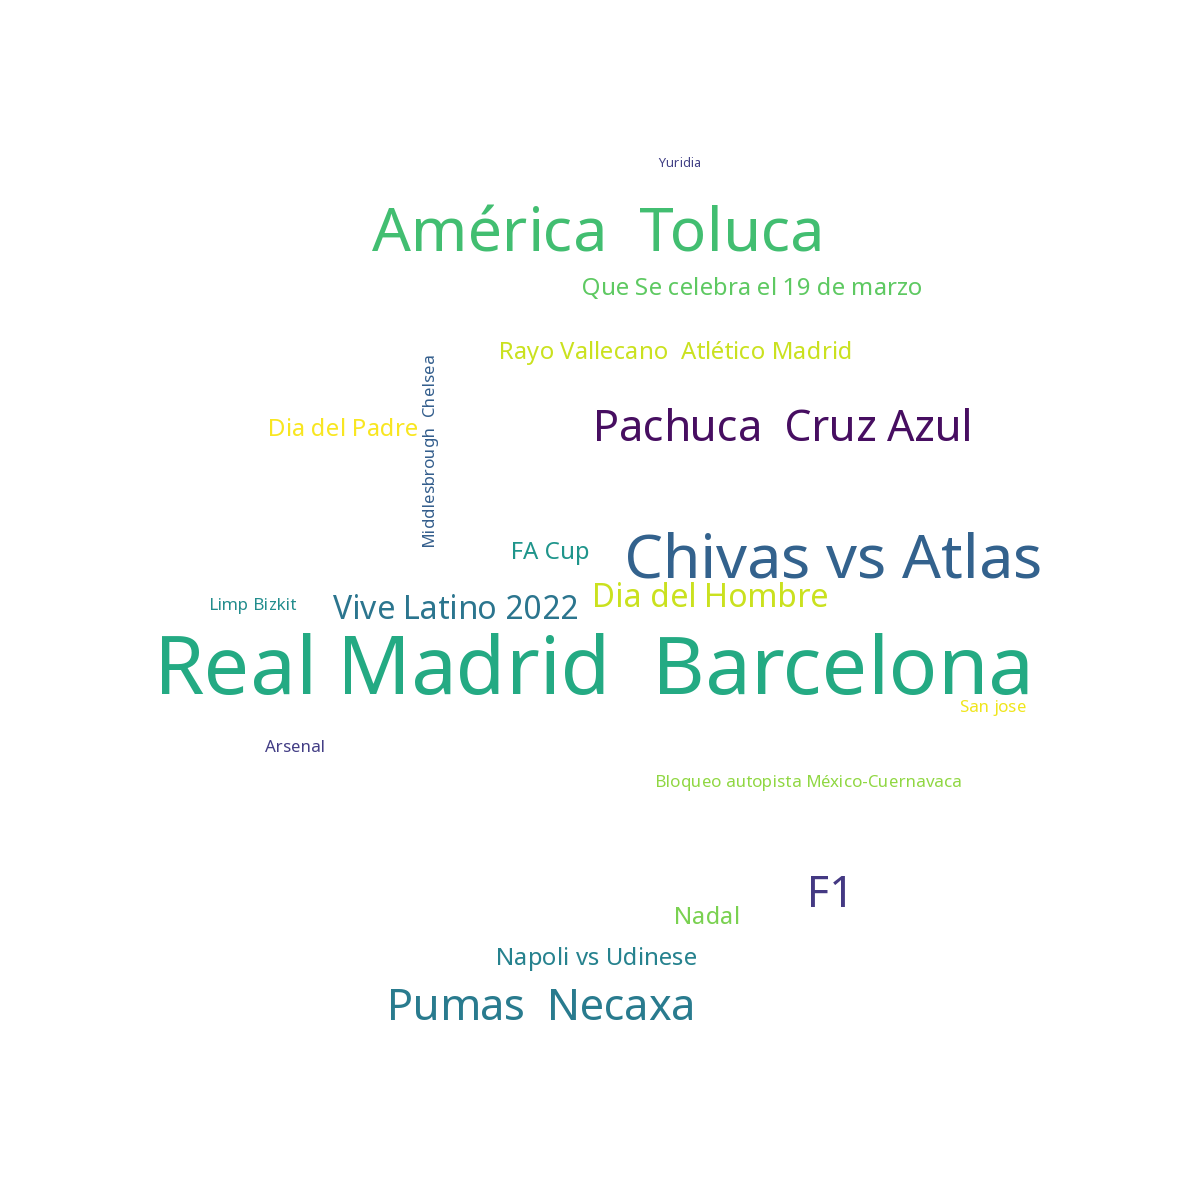 Yuridia
América  Toluca
Que Se celebra el 19 de marzo
Rayo Vallecano  Atlético Madrid
Middlesbrough  Chelsea
Dia del Padre
Pachuca  Cruz Azul
FA Cup
Chivas vs Atlas
Limp Bizkit
Vive Latino 2022
Dia del Hombre
Real Madrid  Barcelona
San jose
Arsenal
Bloqueo autopista México-Cuernavaca
F1
Nadal
Napoli vs Udinese
Pumas  Necaxa